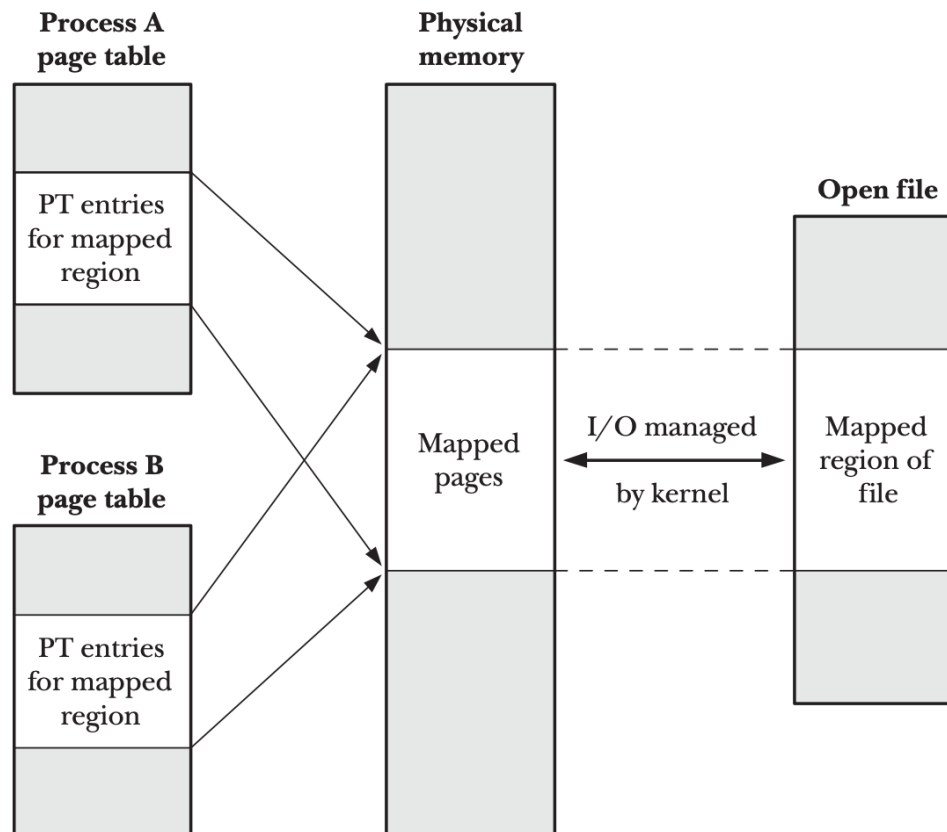 Process A
page table
Physical
memory
PT entries
for mapped
region
Open file
Mapped
pages
I/O managed
by kernel
Mapped
region of
file
Process B
page table
PT entries
for mapped
region